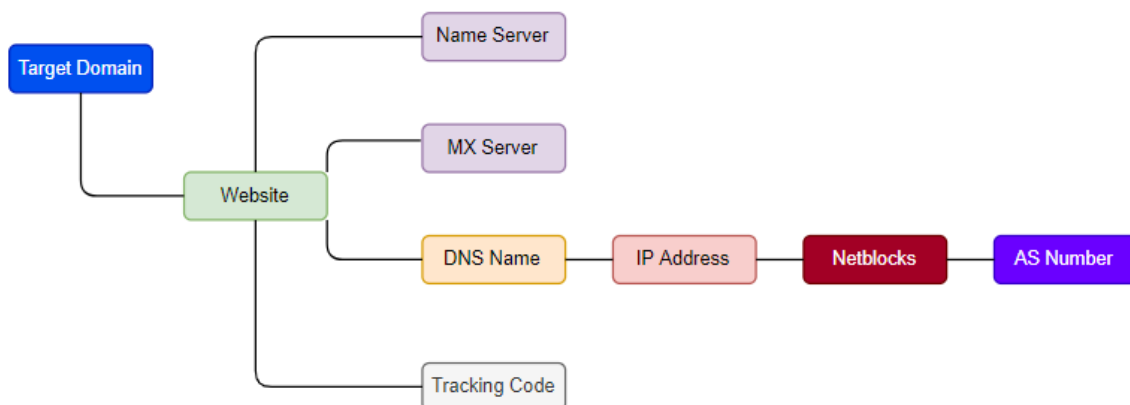 Name Server
Target Domain
MX Server
Website
DNS Name
IP Address
Netblocks
AS Number
Tracking Code